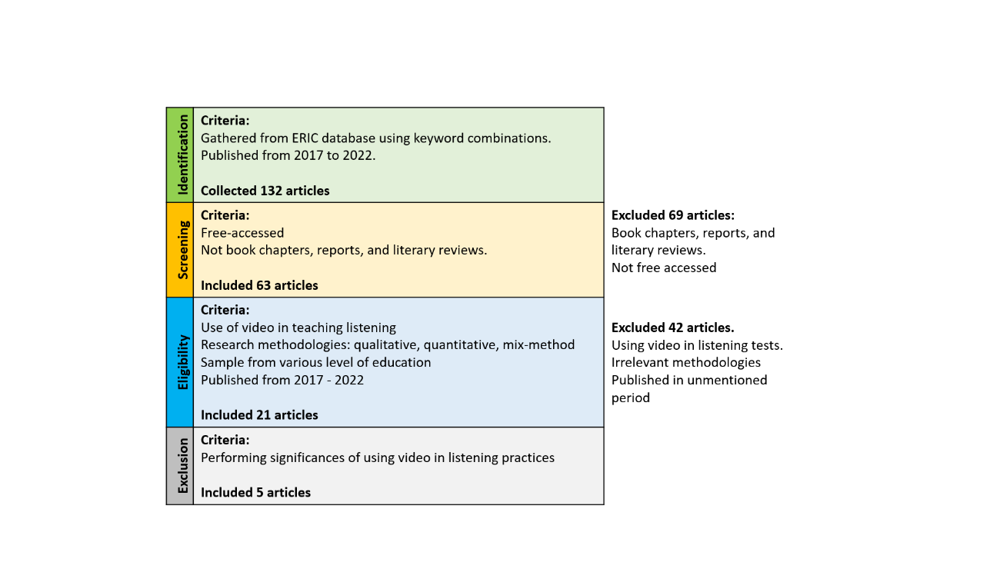 Identification
Criteria:
Gathered from ERIC database using keyword combinations.
Published from 2017 to 2022.
Collected 132 articles
Screening
Criteria:
Free-accessed
Not book chapters, reports, and literary reviews.
Included 63 articles
Excluded 69 articles:
Book chapters, reports, and
literary reviews.
Not free accessed
Eligibility
Criteria:
Use of video in teaching listening
Research methodologies: qualitative, quantitative, mix-method
Sample from various level of education
Published from 2017 - 2022
Included 21 articles
Excluded 42 articles.
Using video in listening tests.
Irrelevant methodologies
Published in unmentioned
period
Exclusion
Criteria:
Performing significances of using video in listening practices
Included 5 articles